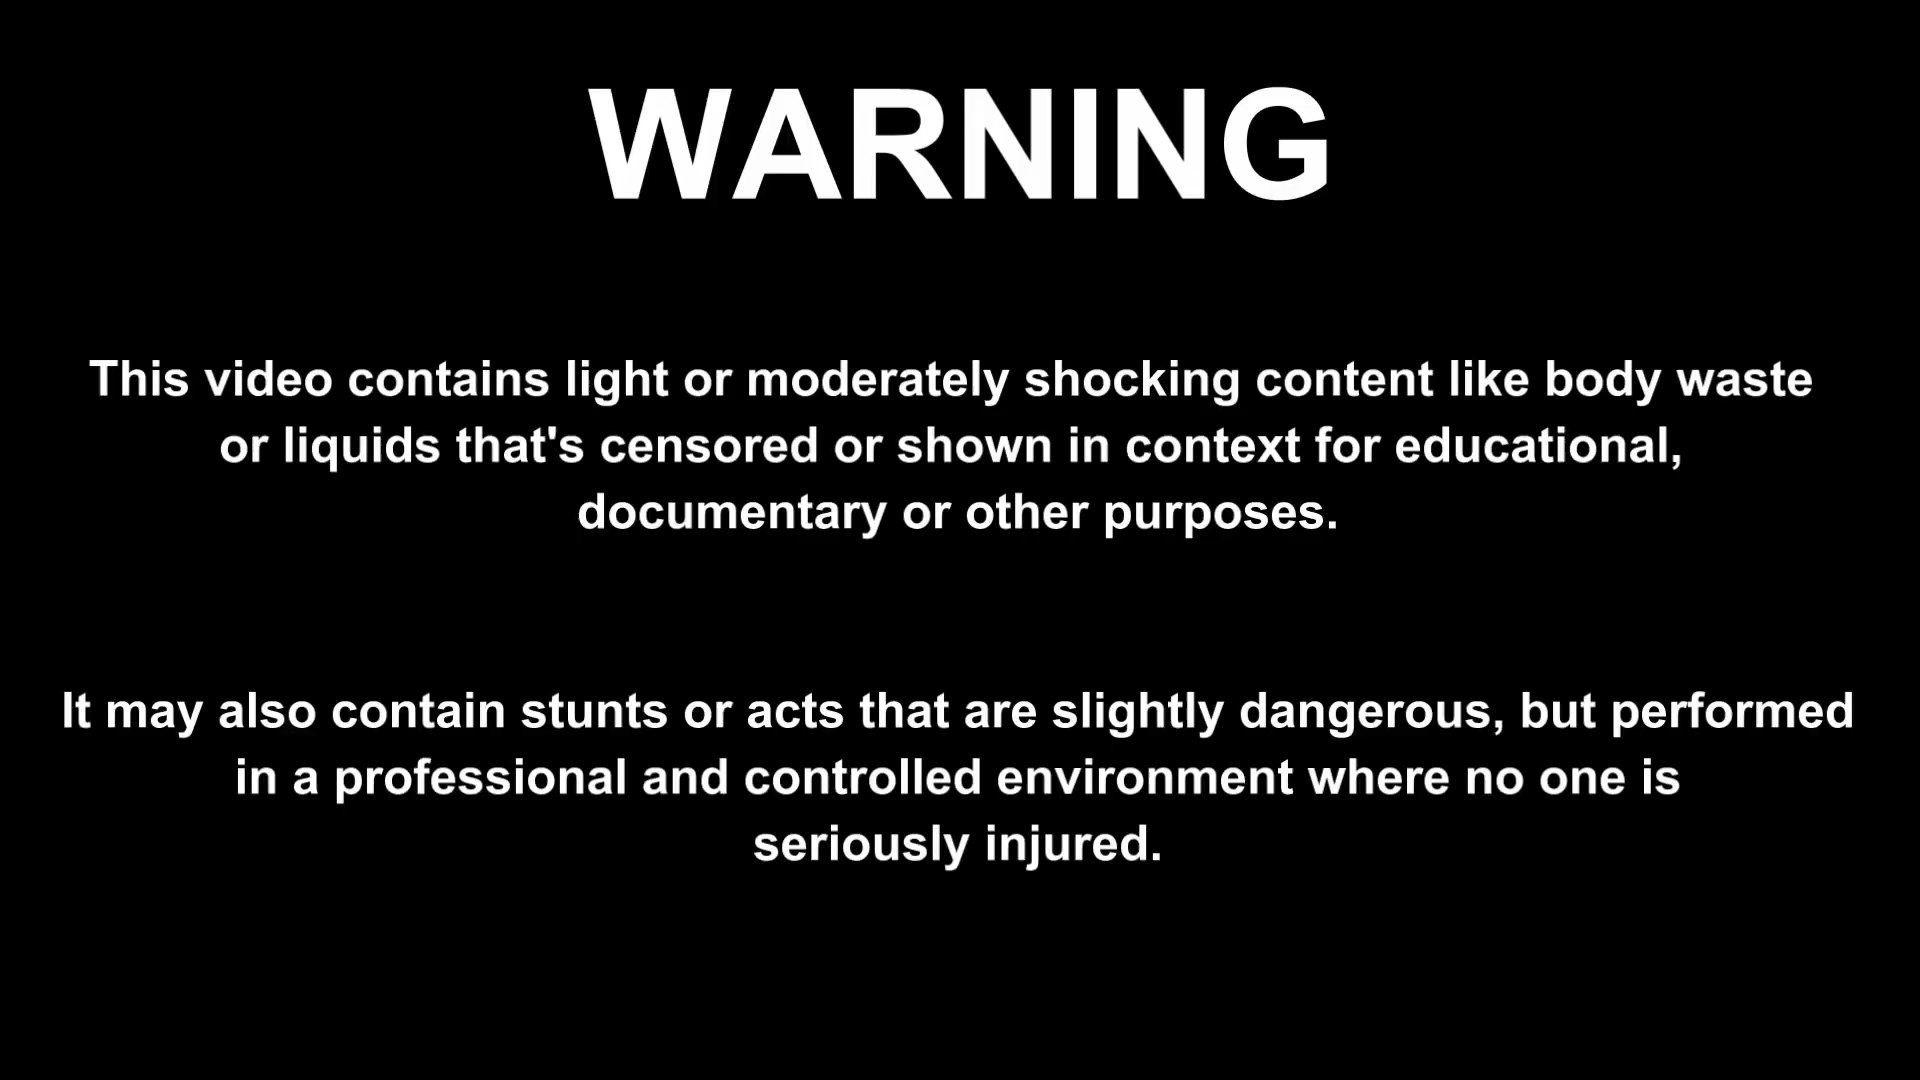 WARNING
This video contains light or moderately shocking content like body waste
or liquids that's censored or shown in context for educational,
documentary or other purposes.
It may also contain stunts or acts that are slightly dangerous, but performed
in a professional and controlled environment where no one is
seriously injured.